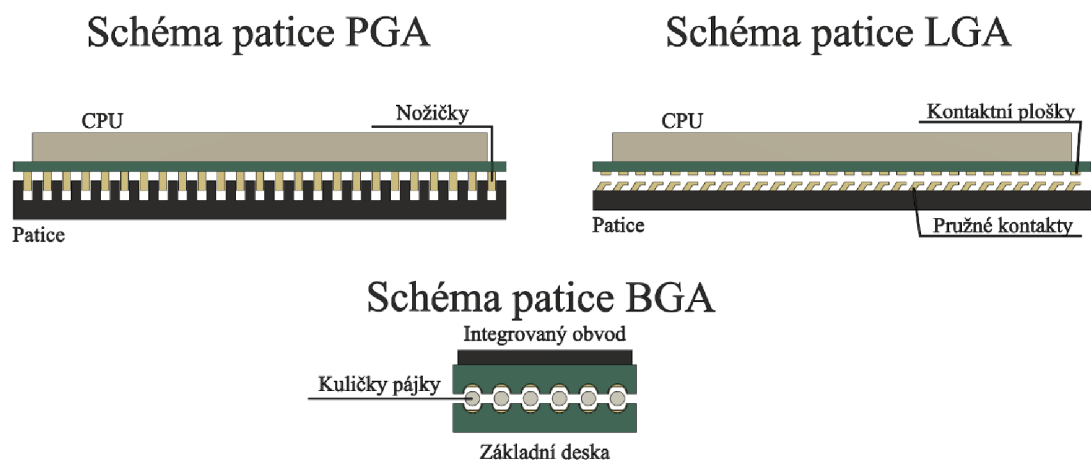 Schéma patice PGA
CPU
Nožičky
Patice
Schéma patice LGA
CPU
Kontaktní plošky
Patice
Pružné kontakty
Schéma patice BGA
Integrovaný obvod
Kuličky pájky
Základní deska